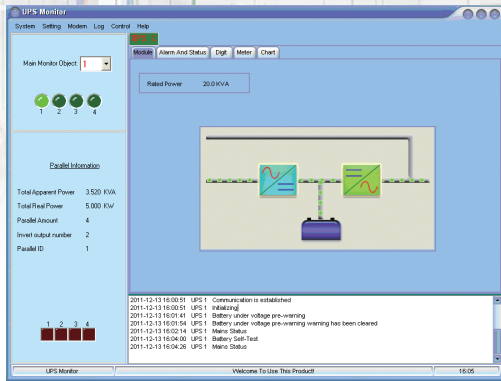 UPS Monitor
System Setting Modem Log Control Help
UPS 1
Module Alarm And Status Digit Meter Chart
Main Monitor Object: 1
1 2 3 4
Rated Power 20.0 KVA
Parallel Information
Total Apparent Power 3.520 KVA
Total Real Power 5.000 KW
Parallel Amount 4
Invert output number 2
Parallel ID 1
1 2 3 4
2011-12-13 16:00:51 UPS 1 Communication is established
2011-12-13 16:00:51 UPS 1 Initializing
2011-12-13 16:01:41 UPS 1 Battery under voltage pre-warning
2011-12-13 16:01:54 UPS 1 Battery under voltage pre-warning warning has been cleared
2011-12-13 16:02:14 UPS 1 Mains Status
2011-12-13 16:04:00 UPS 1 Battery Self-Test
2011-12-13 16:04:26 UPS 1 Mains Status
UPS Monitor Welcome To Use This Product! 16:05